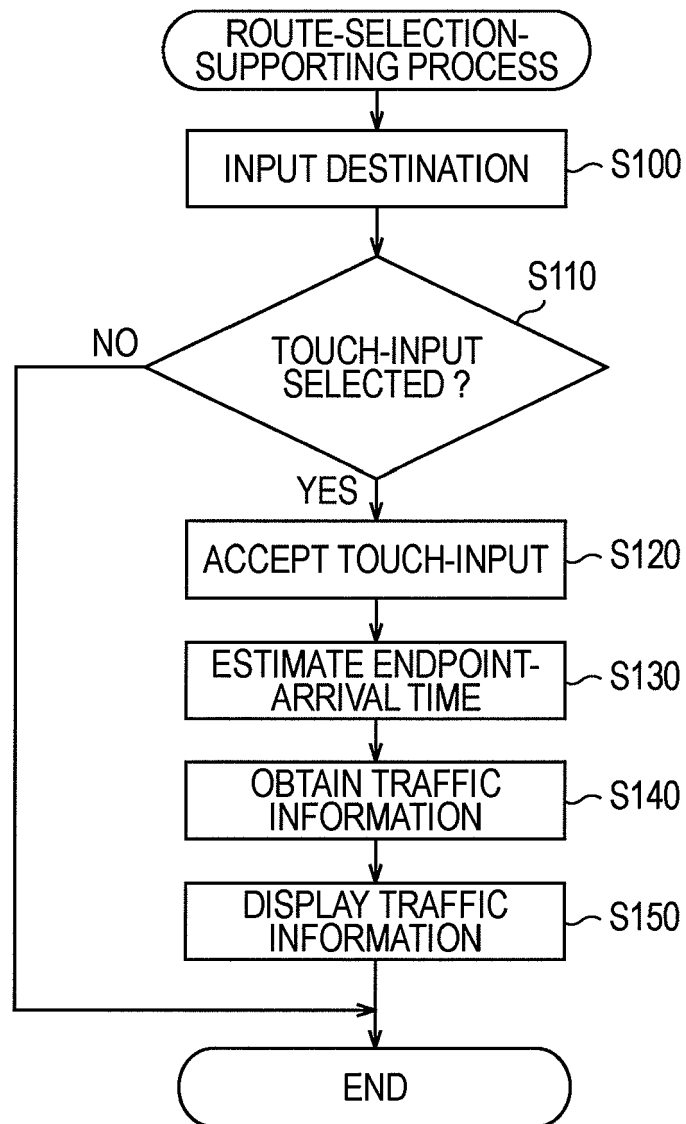 ROUTE-SELECTION-
SUPPORTING PROCESS
INPUT DESTINATION
S100
S110
NO
TOUCH-INPUT
SELECTED ?
YES
ACCEPT TOUCH-INPUT
S120
ESTIMATE ENDPOINT-
ARRIVAL TIME
S130
OBTAIN TRAFFIC
INFORMATION
S140
DISPLAY TRAFFIC
INFORMATION
S150
END